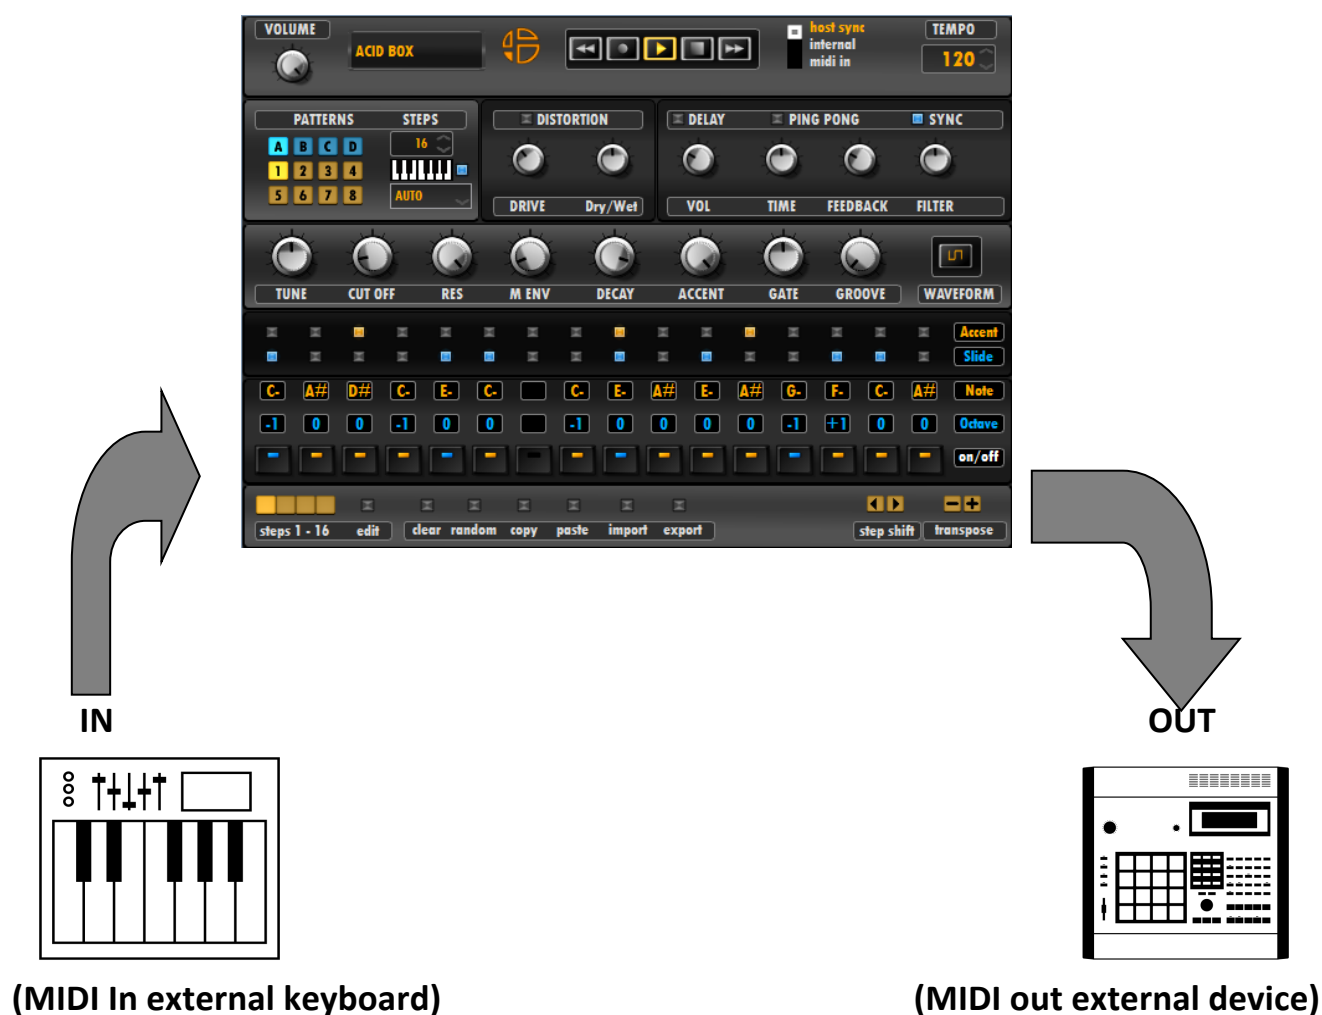 VOLUME
ACID BOX
host sync
internal
midi in
TEMPO
120
PATTERNS STEPS
A B C D
16
1 2 3 4
5 6 7 8
AUTO
DISTORTION
DRIVE Dry/Wet
DELAY PING PONG SYNC
VOL TIME FEEDBACK FILTER
TUNE CUT OFF RES M ENV DECAY ACCENT GATE GROOVE WAVEFORM
Accent
Slide
C- A# D# C- E- C- C- E- A# E- A# G- F- C- A# Note
-1 0 0 -1 0 0 -1 0 0 0 0 -1 +1 0 0 Octave
on/off
steps 1 - 16 edit clear random copy paste import export step shift transpose
IN
OUT
(MIDI In external keyboard)
(MIDI out external device)